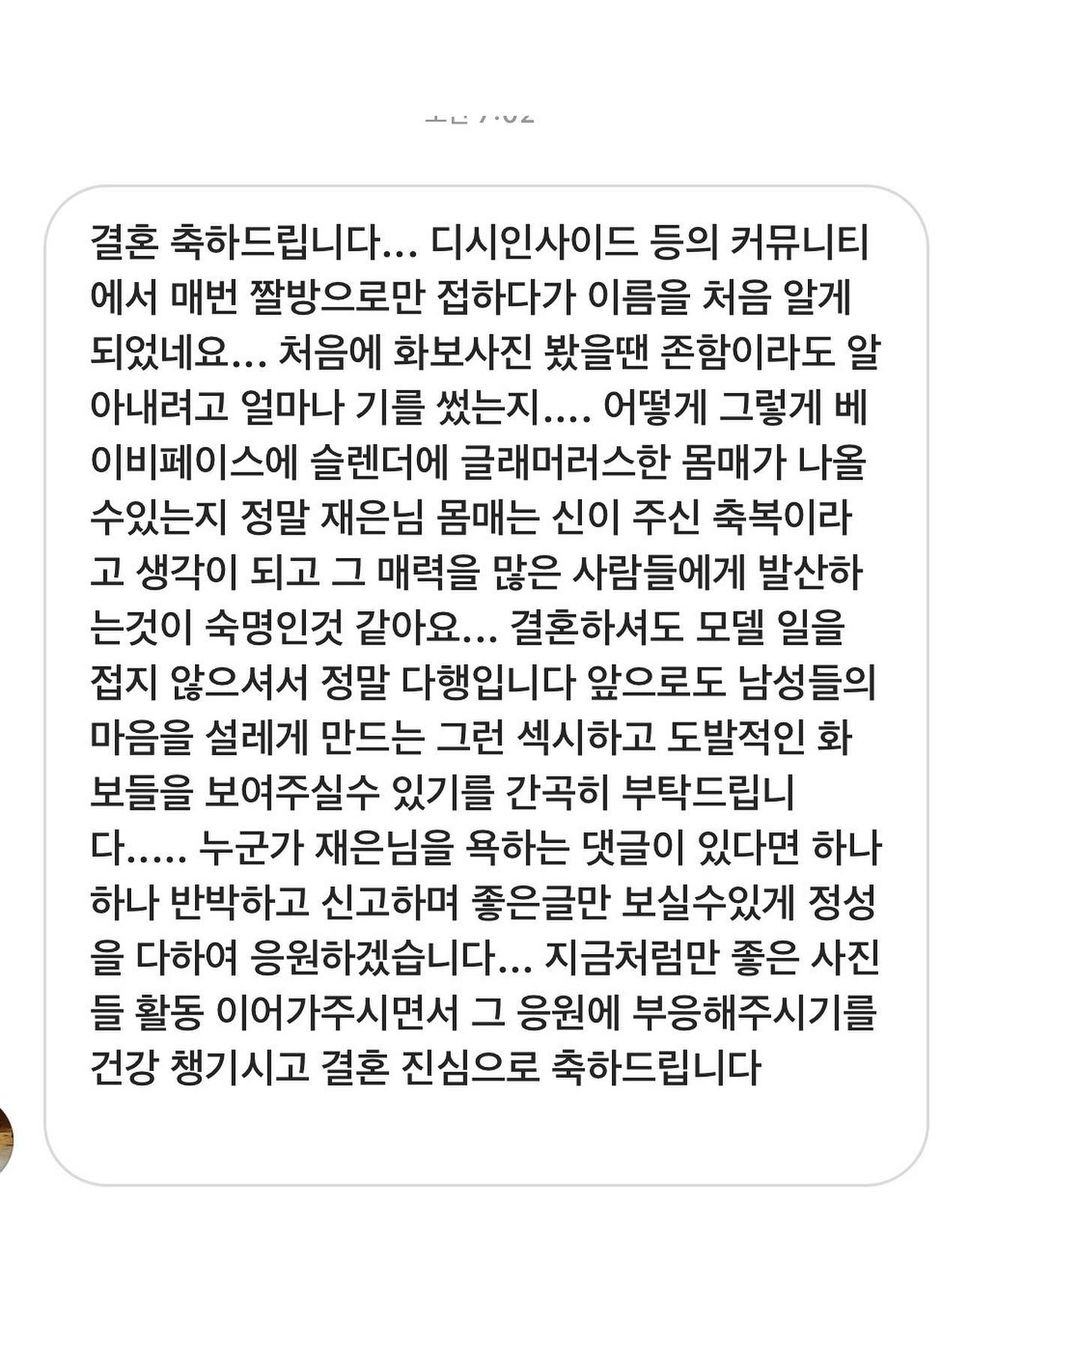 결혼 축하드립니다... 디시인사이드 등의 커뮤니티
에서 매번 짤방으로만 접하다가 이름을 처음 알게
되었네요... 처음에 화보사진 봤을땐 존함이라도 알
아내려고 얼마나 기를 썼는지.... 어떻게 그렇게 베
이비페이스에 슬렌더에 글래머러스한 몸매가 나올
수있는지 정말 재은님 몸매는 신이 주신 축복이라
고 생각이 되고 그 매력을 많은 사람들에게 발산하
는것이 숙명인것 같아요... 결혼하셔도 모델 일을
접지 않으셔서 정말 다행입니다 앞으로도 남성들의
마음을 설레게 만드는 그런 섹시하고 도발적인 화
보들을 보여주실수 있기를 간곡히 부탁드립니
다..... 누군가 재은님을 욕하는 댓글이 있다면 하나
하나 반박하고 신고하며 좋은글만 보실수있게 정성
을 다하여 응원하겠습니다... 지금처럼만 좋은 사진
들 활동 이어가주시면서 그 응원에 부응해주시기를
건강 챙기시고 결혼 진심으로 축하드립니다